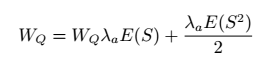 $W_Q = W_Q \lambda_a E(S) + \frac{\lambda_a E(S^2)}{2}$